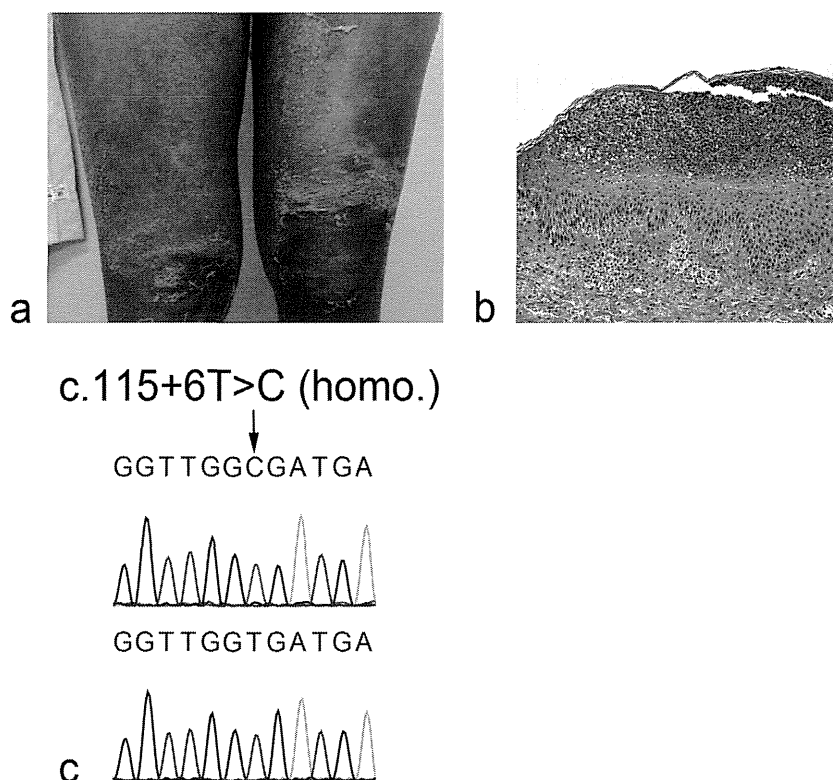 a
b
c.115+6T>C (homo.)
GGTTGGCGATGA
GGTTGGTGATGA
c